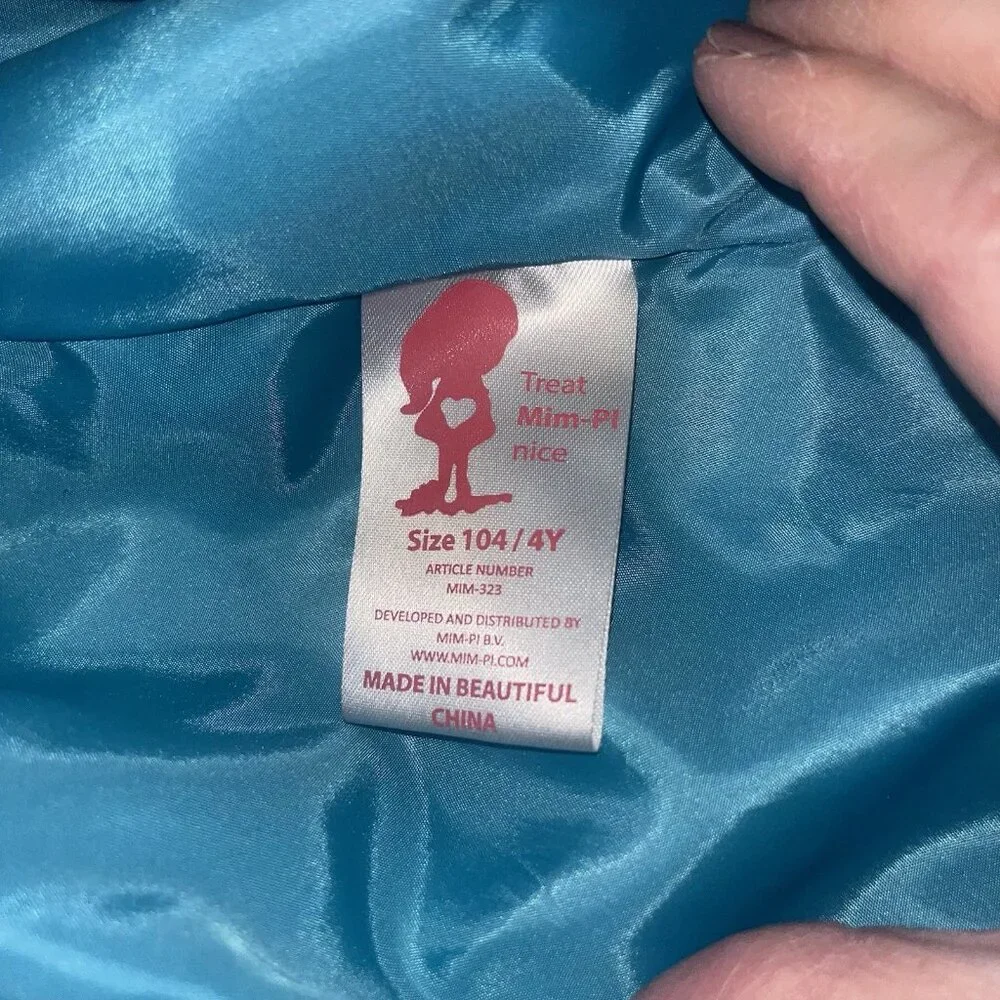 Treat
Mim-PI
nice
Size 104 / 4Y
ARTICLE NUMBER
MIM-323
DEVELOPED AND DISTRIBUTED BY
MIM-PI B.V.
WWW.MIM-PI.COM
MADE IN BEAUTIFUL
CHINA